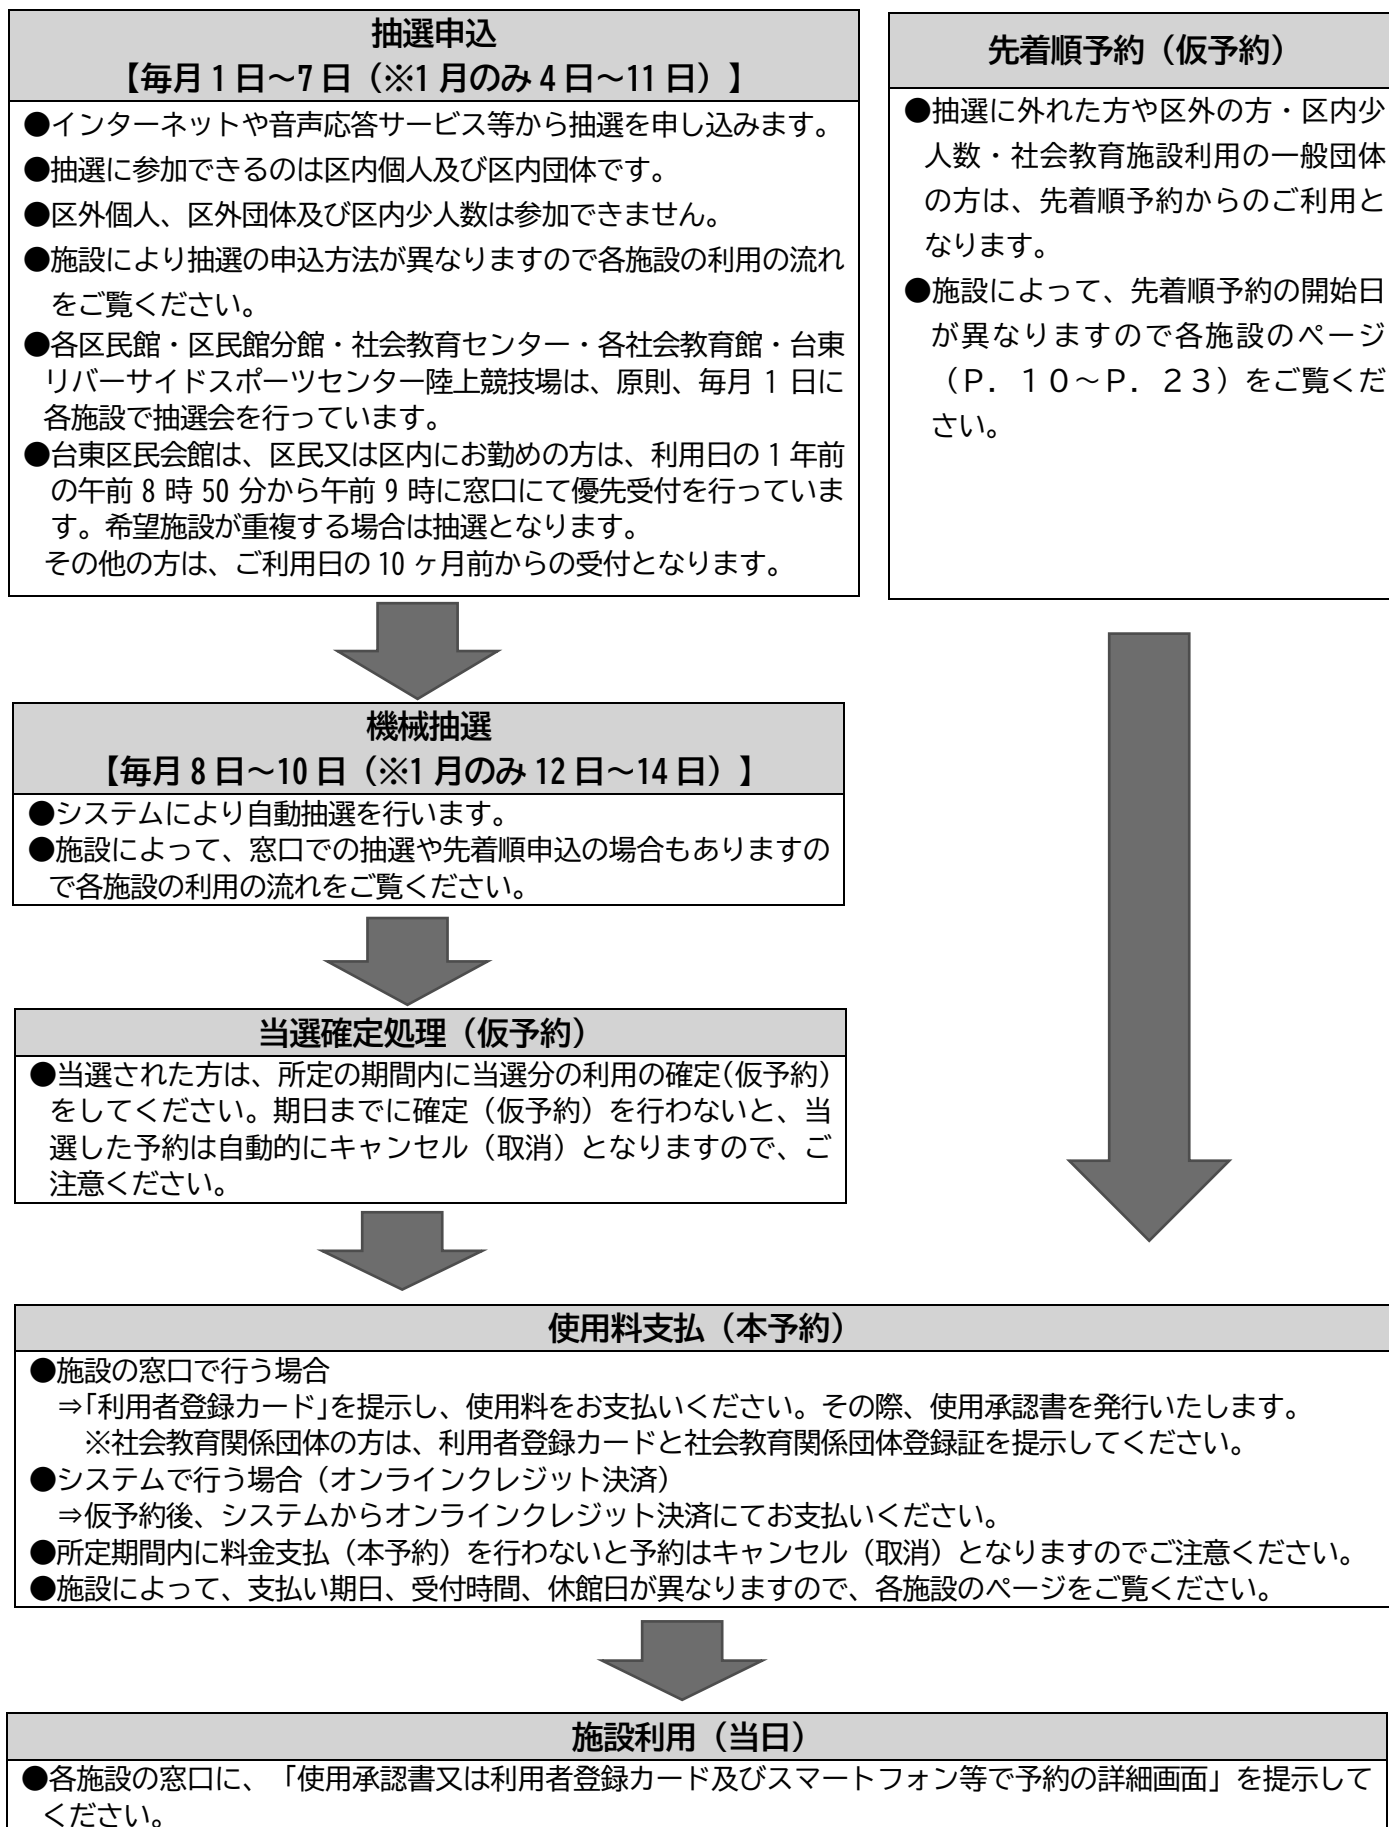 抽選申込
【毎月1日～7日（※1月のみ4日～11日）】
●インターネットや音声応答サービス等から抽選を申し込みます。
●抽選に参加できるのは区内個人及び区内団体です。
●区外個人、区外団体及び区内少人数は参加できません。
●施設により抽選の申込方法が異なりますので各施設の利用の流れ
をご覧ください。
●各区民館・区民館分館・社会教育センター・各社会教育館・台東
リバーサイドスポーツセンター陸上競技場は、原則、毎月1日に
各施設で抽選会を行っています。
●台東区民会館は、区民又は区内にお勤めの方は、利用日の1年前
の午前8時50分から午前9時に窓口にて優先受付を行っていま
す。希望施設が重複する場合は抽選となります。
その他の方は、ご利用日の10ヶ月前からの受付となります。
先着順予約（仮予約）
●抽選に外れた方や区外の方・区内少
人数・社会教育施設利用の一般団体
の方は、先着順予約からのご利用と
なります。
●施設によって、先着順予約の開始日
が異なりますので各施設のページ
（Ｐ．１０～Ｐ．２３）をご覧くだ
さい。
機械抽選
【毎月8日～10日（※1月のみ12日～14日）】
●システムにより自動抽選を行います。
●施設によって、窓口での抽選や先着順申込の場合もありますの
で各施設の利用の流れをご覧ください。
当選確定処理（仮予約）
●当選された方は、所定の期間内に当選分の利用の確定(仮予約)
をしてください。期日までに確定（仮予約）を行わないと、当
選した予約は自動的にキャンセル（取消）となりますので、ご
注意ください。
使用料支払（本予約）
●施設の窓口で行う場合
⇒｢利用者登録カード｣を提示し、使用料をお支払いください。その際、使用承認書を発行いたします。
※社会教育関係団体の方は、利用者登録カードと社会教育関係団体登録証を提示してください。
●システムで行う場合（オンラインクレジット決済）
⇒仮予約後、システムからオンラインクレジット決済にてお支払いください。
●所定期間内に料金支払（本予約）を行わないと予約はキャンセル（取消）となりますのでご注意ください。
●施設によって、支払い期日、受付時間、休館日が異なりますので、各施設のページをご覧ください。
施設利用（当日）
●各施設の窓口に、「使用承認書又は利用者登録カード及びスマートフォン等で予約の詳細画面」を提示して
ください。